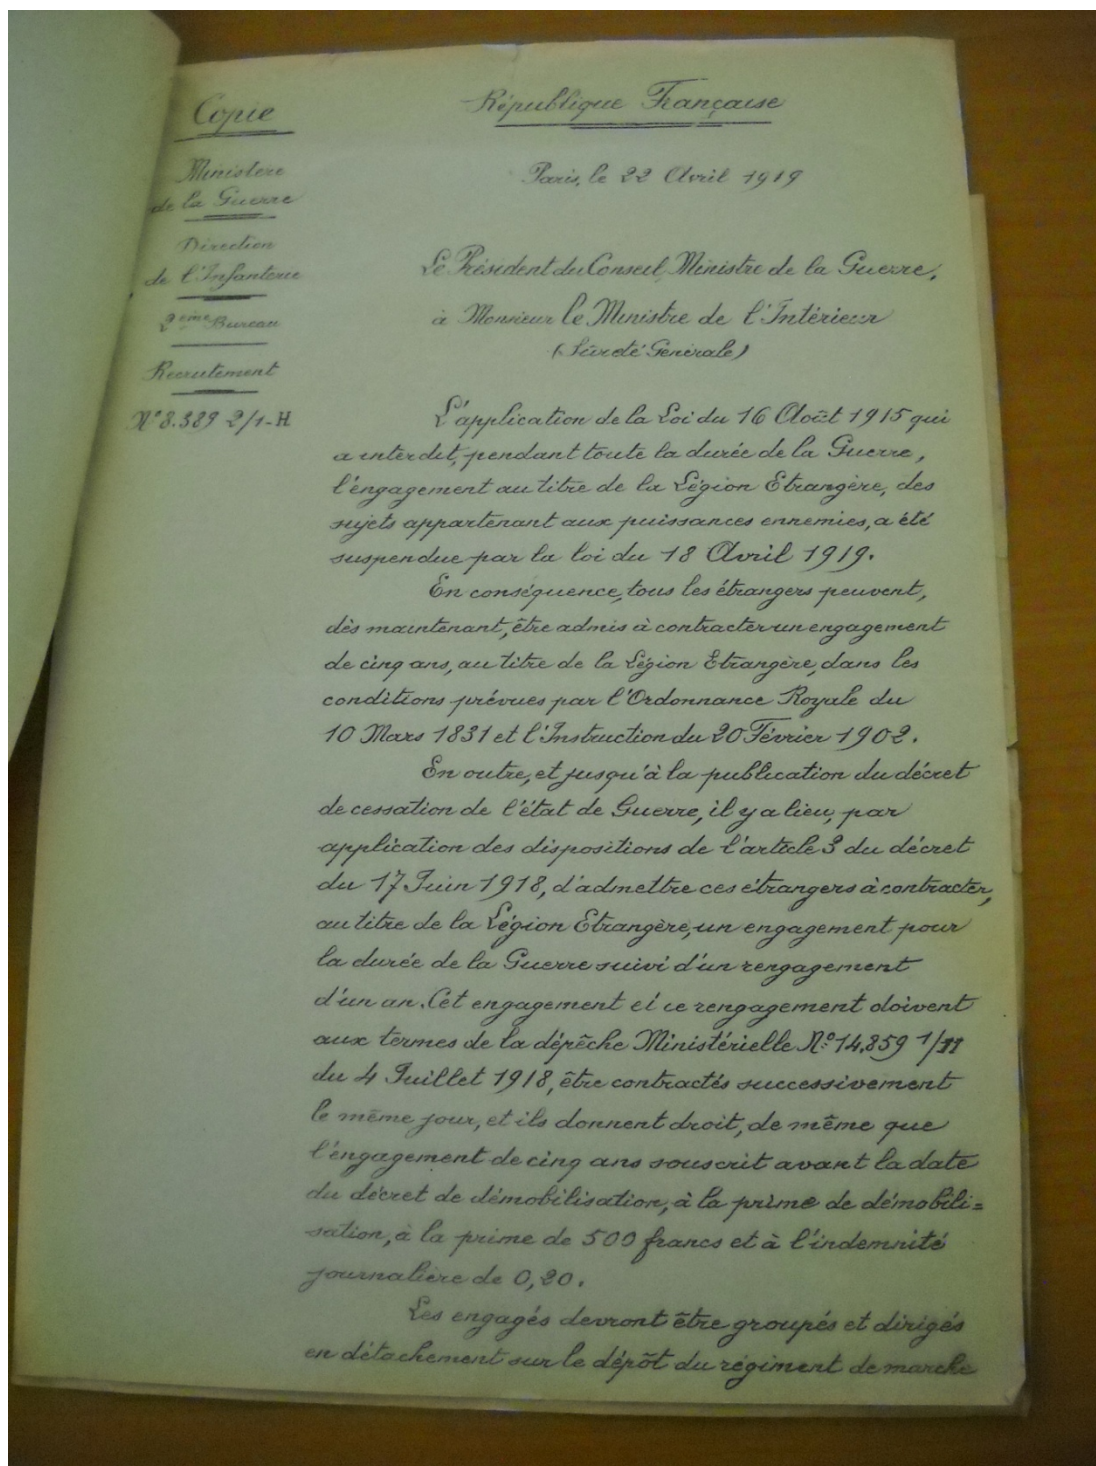 Copie
République Française
Ministère
de la Guerre
Direction
de l'Infanterie
2ème Bureau
Recrutement
N° 8.389 2/1-H
Paris, le 22 Avril 1919
Le Président du Conseil, Ministre de la Guerre,
à Monsieur le Ministre de l'Intérieur
(Sûreté Générale)
L'application de la Loi du 16 Août 1915 qui
a interdit, pendant toute la durée de la Guerre,
l'engagement au titre de la Légion Etrangère, des
sujets appartenant aux puissances ennemies, a été
suspendue par la loi du 18 Avril 1919.
En conséquence, tous les étrangers peuvent,
dès maintenant, être admis à contracter un engagement
de cinq ans, au titre de la Légion Etrangère, dans les
conditions prévues par l'Ordonnance Royale du
10 Mars 1831 et l'Instruction du 20 Février 1902.
En outre, et jusqu'à la publication du décret
de cessation de l'état de Guerre, il y a lieu, par
application des dispositions de l'article 3 du décret
du 17 Juin 1918, d'admettre ces étrangers à contracter,
au titre de la Légion Etrangère, un engagement pour
la durée de la Guerre suivi d'un rengagement
d'un an. Cet engagement et ce rengagement doivent
aux termes de la dépêche Ministérielle N° 14.859 1/11
du 4 Juillet 1918, être contractés successivement
le même jour, et ils donnent droit, de même que
l'engagement de cinq ans souscrit avant la date
du décret de démobilisation, à la prime de démobili=
sation, à la prime de 500 francs et à l'indemnité
journalière de 0,20.
Les engagés devront être groupés et dirigés
en détachement sur le dépôt du régiment de marche